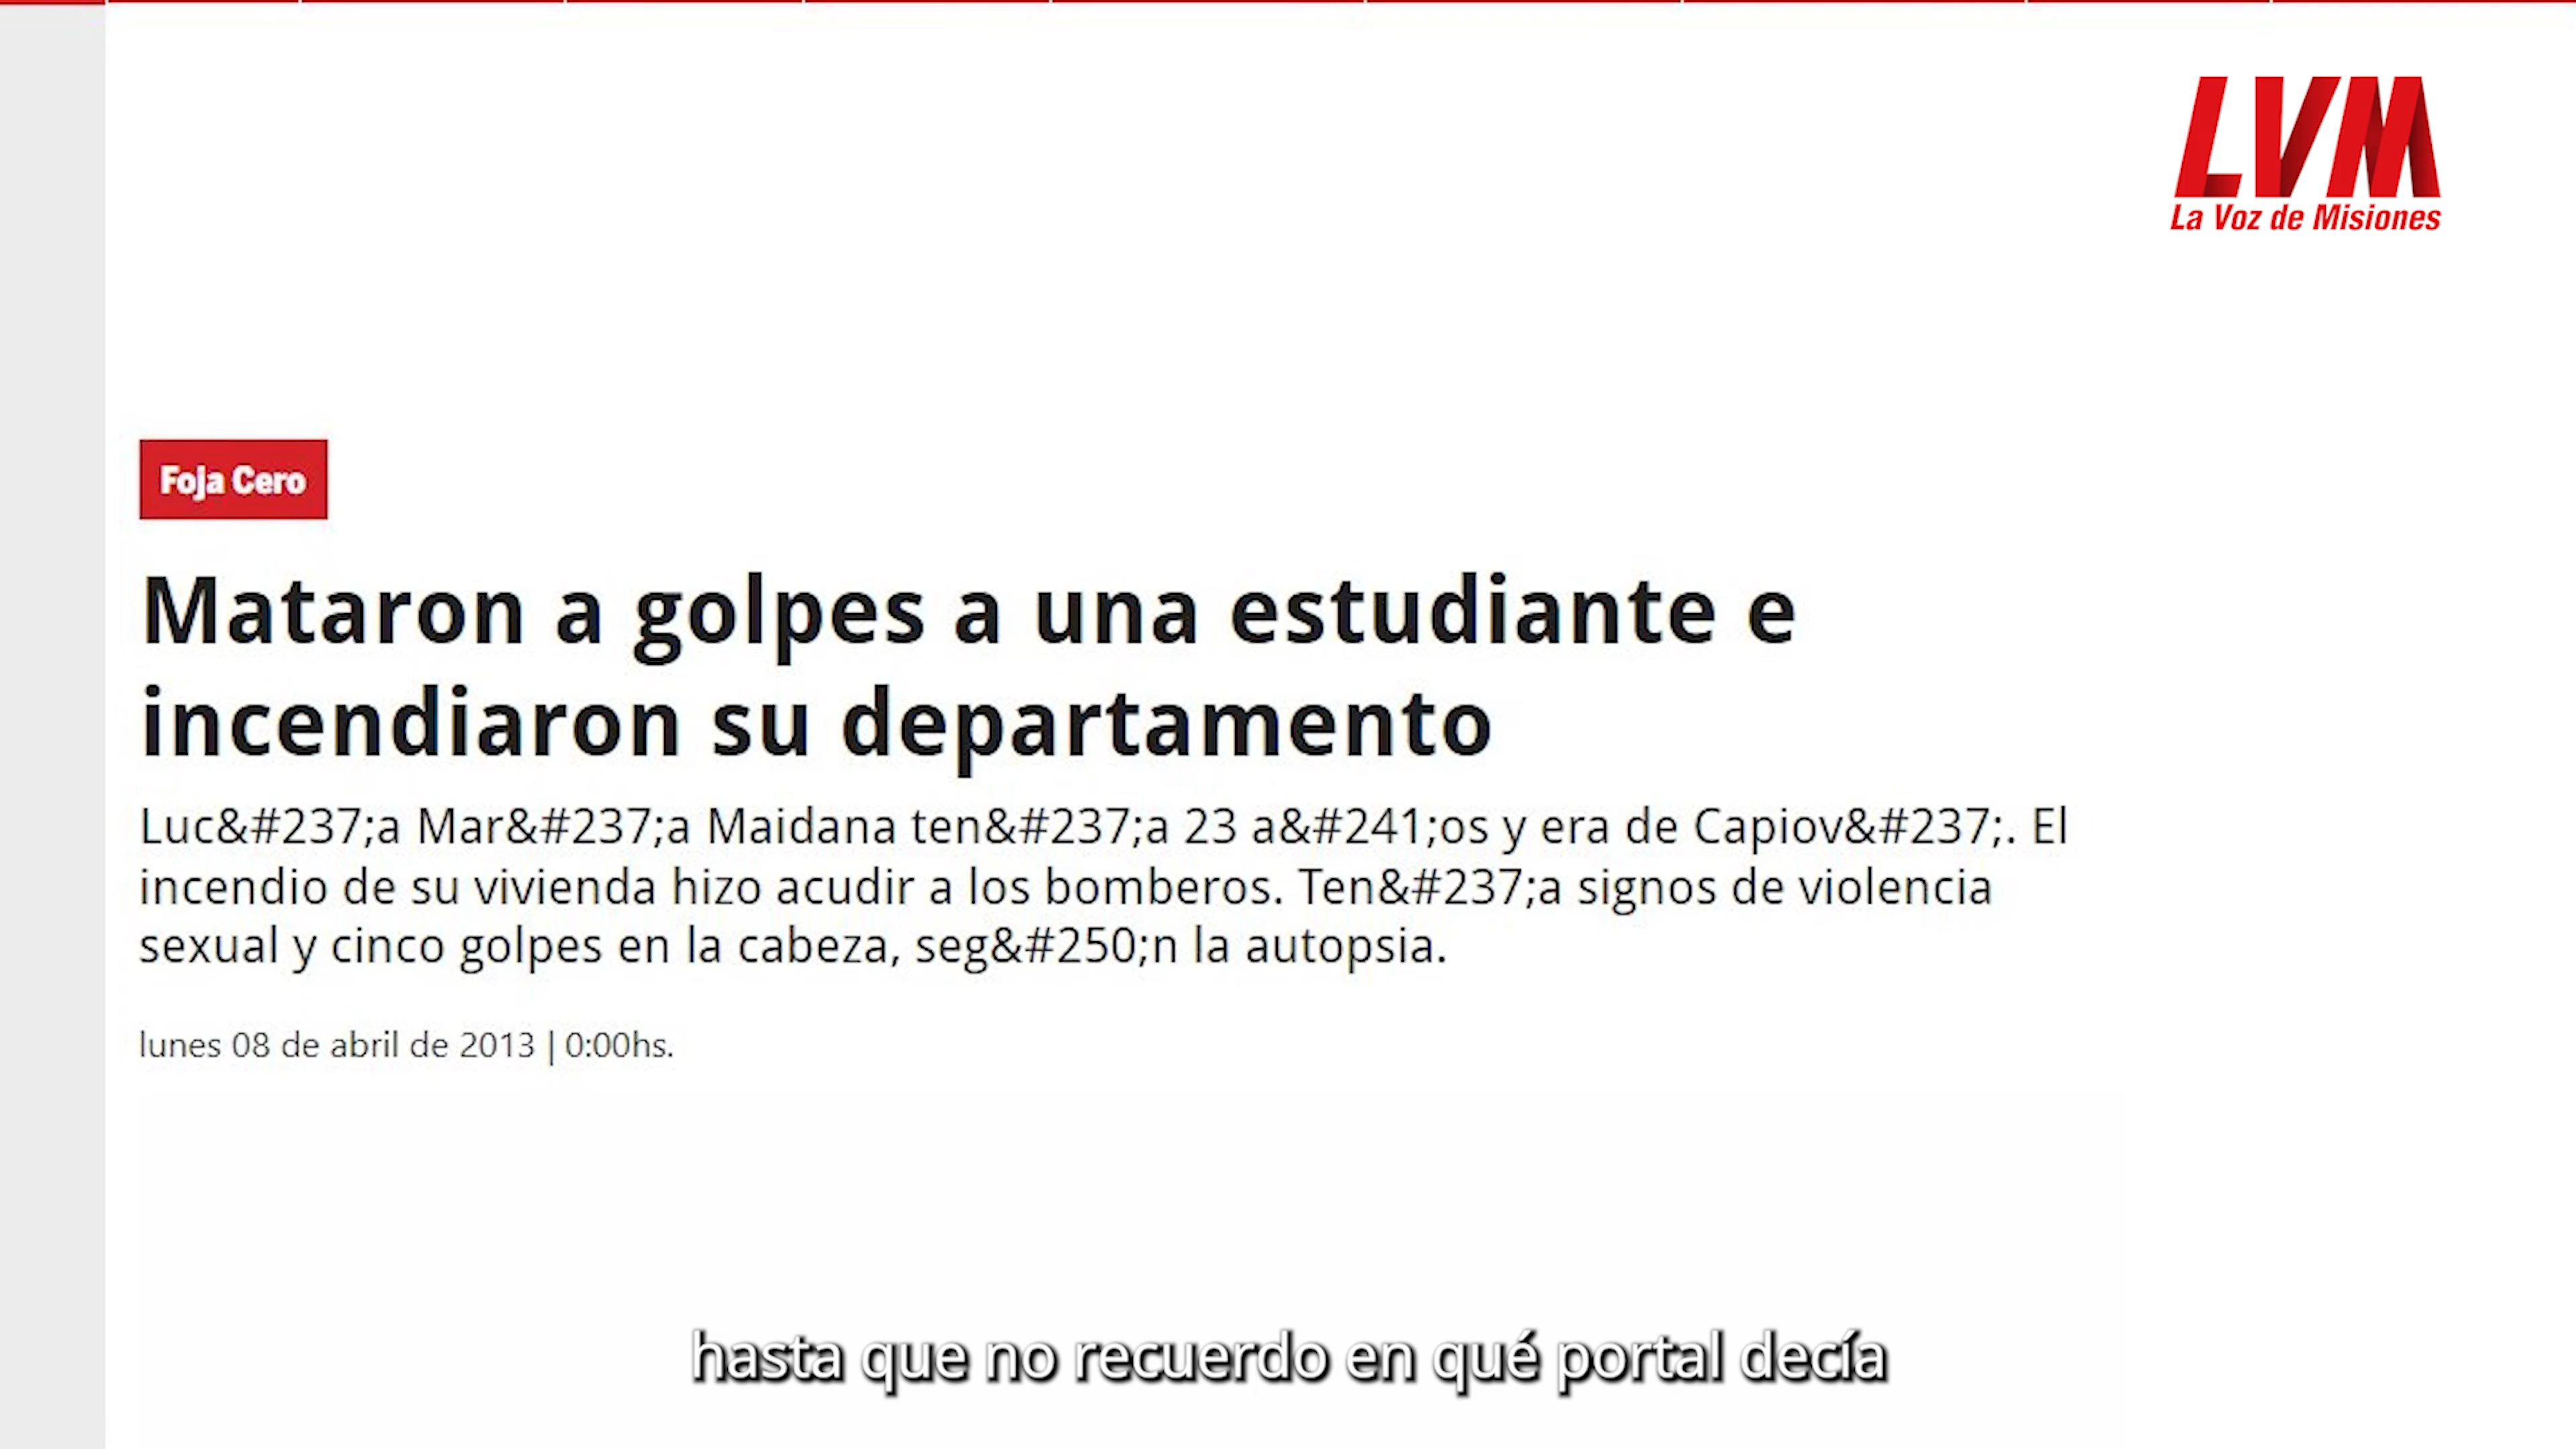 LVM
La Voz de Misiones
Foja Cero
Mataron a golpes a una estudiante e
incendiaron su departamento
Luc&#237;a Mar&#237;a Maidana ten&#237;a 23 a&#241;os y era de Capiov&#237;. El
incendio de su vivienda hizo acudir a los bomberos. Ten&#237;a signos de violencia
sexual y cinco golpes en la cabeza, seg&#250;n la autopsia.
lunes 08 de abril de 2013 | 0:00hs.
hasta que no recuerdo en qué portal decía